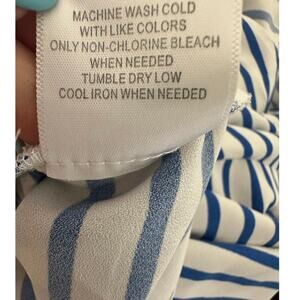 MACHINE WASH COLD
WITH LIKE COLORS
ONLY NON-CHLORINE BLEACH
WHEN NEEDED
TUMBLE DRY LOW
COOL IRON WHEN NEEDED